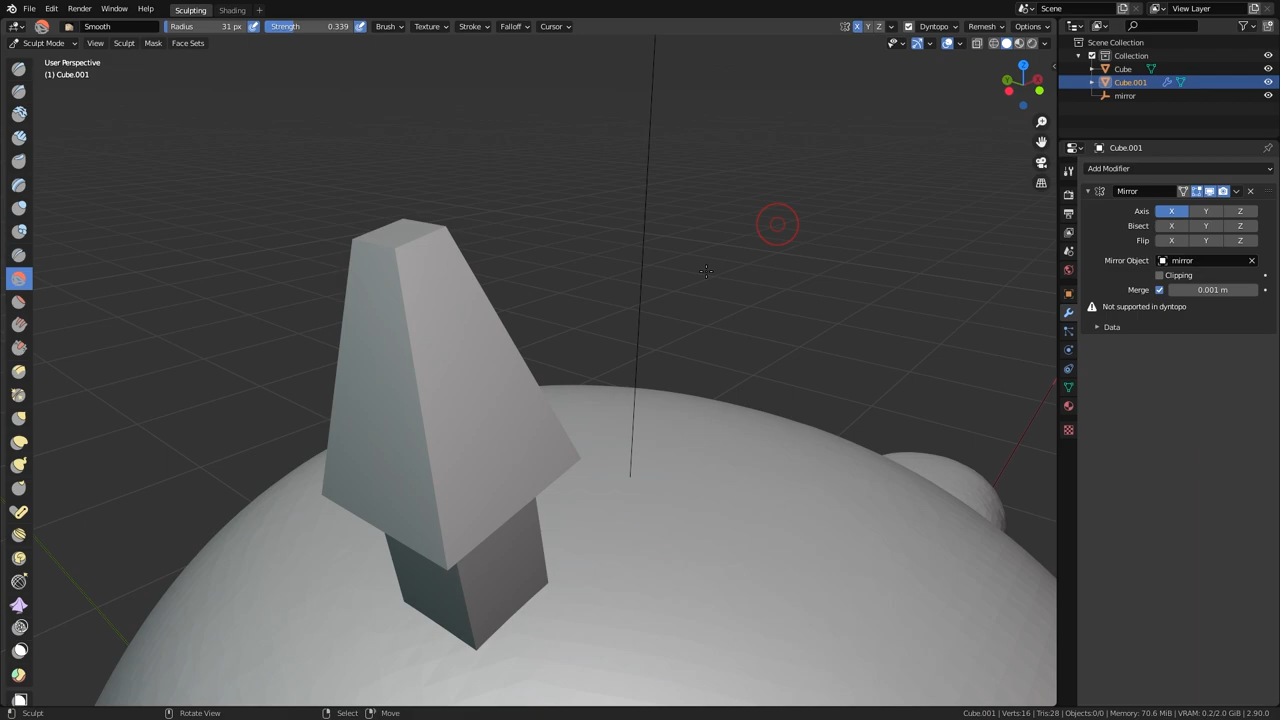 File Edit Render Window Help Sculpting Shading + Scene View Layer
Smooth Radius 31 px Strength 0.339 Brush Texture Stroke Falloff Cursor X Y Z Dyntopo Remesh Options
Sculpt Mode View Sculpt Mask Face Sets
Scene Collection
Collection
Cube
Cube.001
mirror
User Perspective
(1) Cube.001
Z
Y
X
Cube.001
Add Modifier
Mirror
Axis X Y Z
Bisect X Y Z
Flip X Y Z
Mirror Object mirror
Clipping
Merge 0.001 m
Not supported in dyntopo
Data
Sculpt Rotate View Select Move Cube.001 | Verts:16 | Tris:28 | Objects:0/0 | Memory: 70.6 MiB | VRAM: 0.2/2.0 GiB | 2.90.0